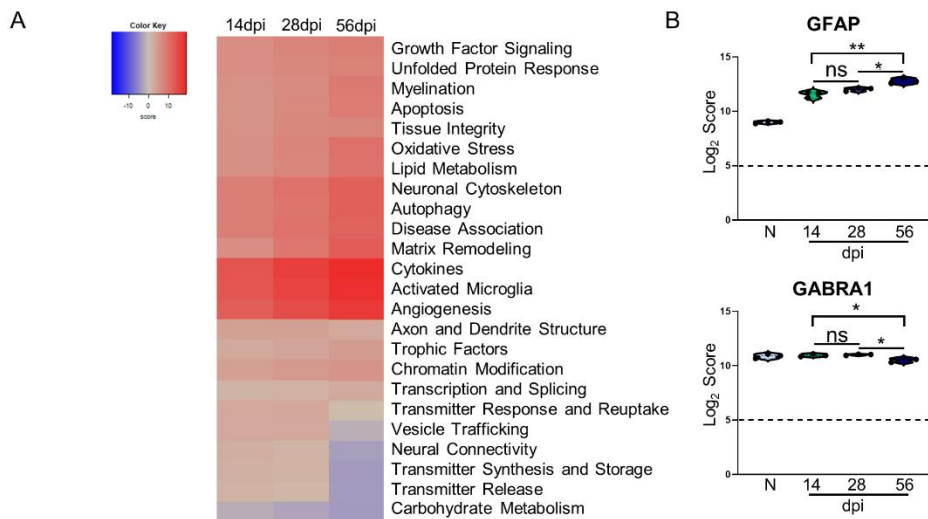 A
Color Key
-10 0 10
score
14dpi 28dpi 56dpi
Growth Factor Signaling
Unfolded Protein Response
Myelination
Apoptosis
Tissue Integrity
Oxidative Stress
Lipid Metabolism
Neuronal Cytoskeleton
Autophagy
Disease Association
Matrix Remodeling
Cytokines
Activated Microglia
Angiogenesis
Axon and Dendrite Structure
Trophic Factors
Chromatin Modification
Transcription and Splicing
Transmitter Response and Reuptake
Vesicle Trafficking
Neural Connectivity
Transmitter Synthesis and Storage
Transmitter Release
Carbohydrate Metabolism
B
GFAP
**
ns *
15
10
5
0
Log2 Score
N 14 28 56
dpi
GABRA1
*
ns *
15
10
5
0
Log2 Score
N 14 28 56
dpi